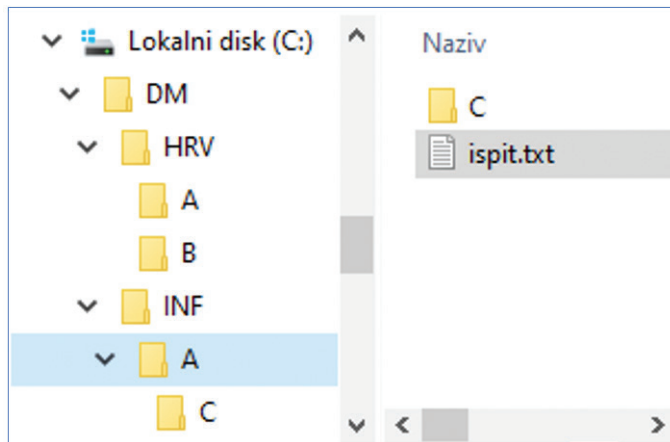 Lokalni disk (C:)
DM
HRV
A
B
INF
A
C
Naziv
C
ispit.txt